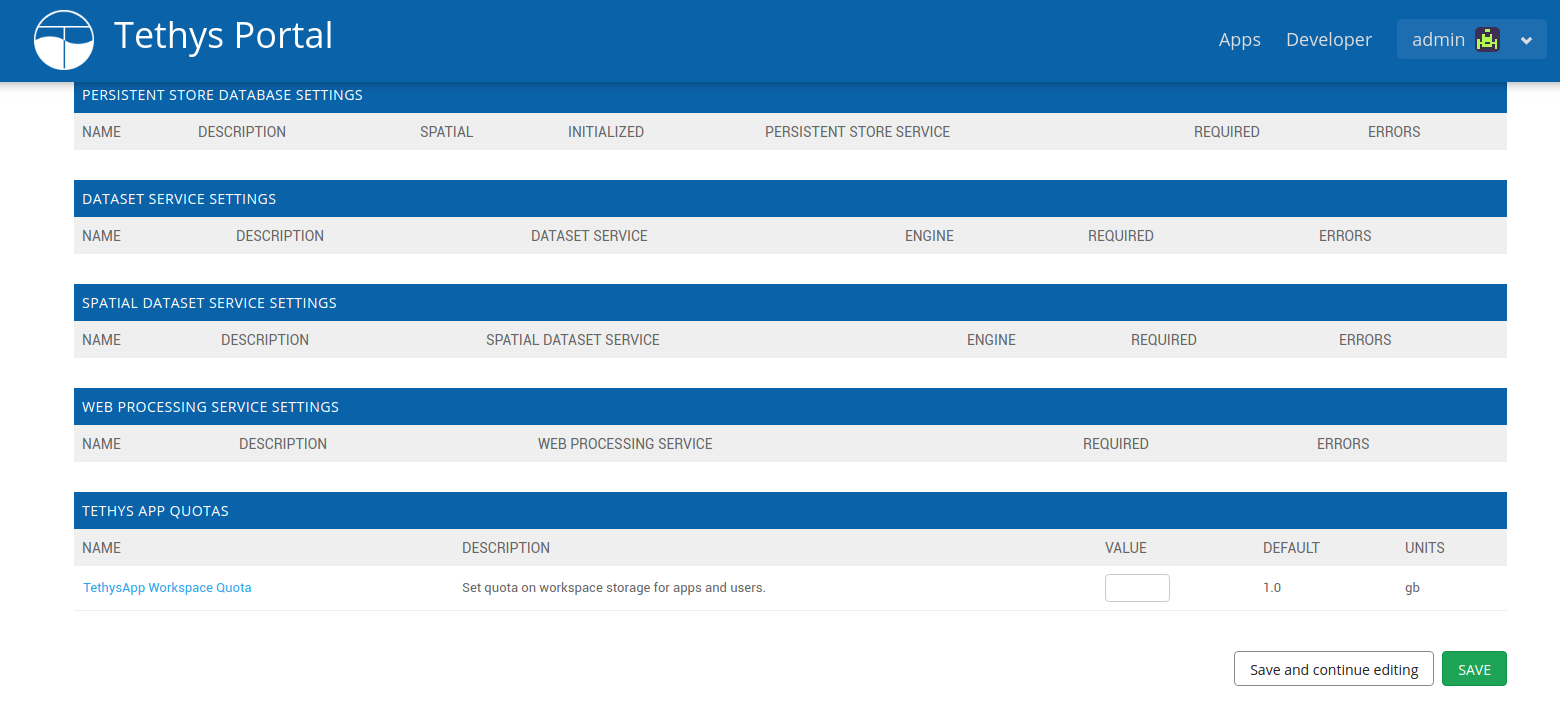 Tethys Portal
Apps Developer admin
PERSISTENT STORE DATABASE SETTINGS
NAME DESCRIPTION SPATIAL INITIALIZED PERSISTENT STORE SERVICE REQUIRED ERRORS
DATASET SERVICE SETTINGS
NAME DESCRIPTION DATASET SERVICE ENGINE REQUIRED ERRORS
SPATIAL DATASET SERVICE SETTINGS
NAME DESCRIPTION SPATIAL DATASET SERVICE ENGINE REQUIRED ERRORS
WEB PROCESSING SERVICE SETTINGS
NAME DESCRIPTION WEB PROCESSING SERVICE REQUIRED ERRORS
TETHYS APP QUOTAS
NAME DESCRIPTION VALUE DEFAULT UNITS
TethysApp Workspace Quota Set quota on workspace storage for apps and users. 1.0 gb
Save and continue editing SAVE